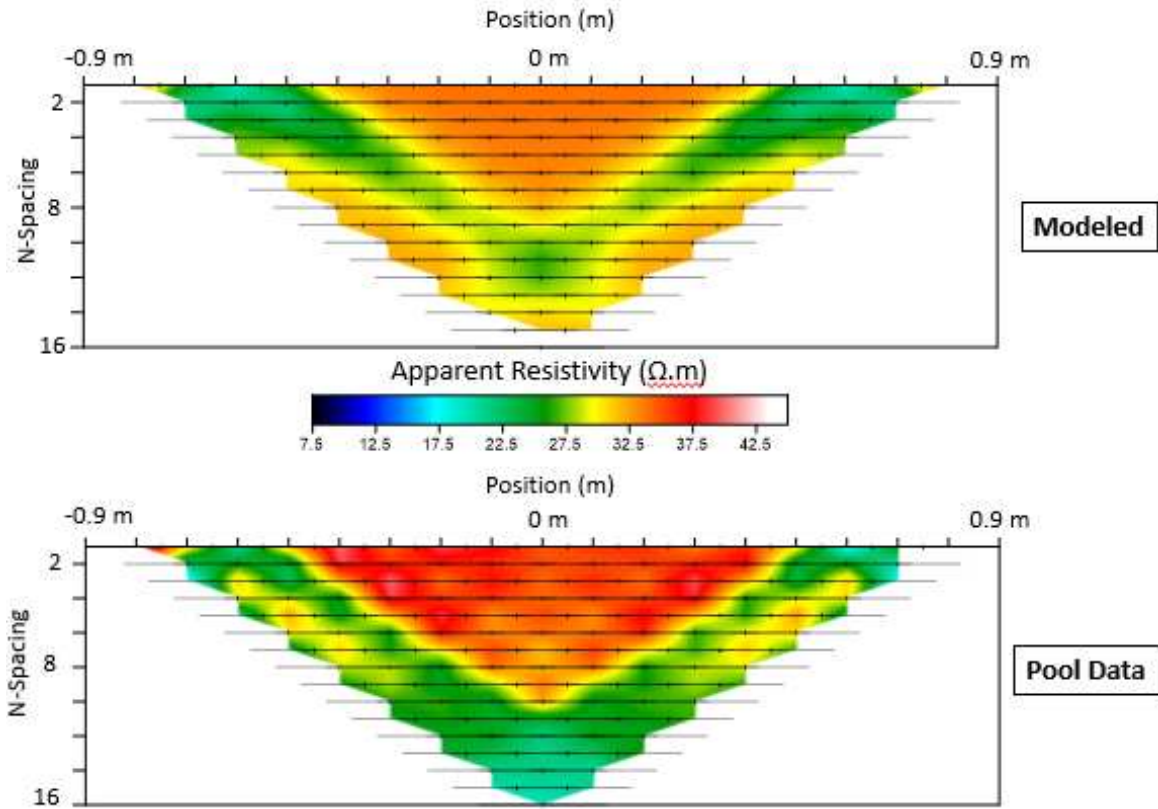 Position (m)
-0.9 m 0 m 0.9 m
2
8
16
N-Spacing
Modeled
Apparent Resistivity (Ω.m)
7.5 12.5 17.5 22.5 27.5 32.5 37.5 42.5
Position (m)
-0.9 m 0 m 0.9 m
2
8
16
N-Spacing
Pool Data